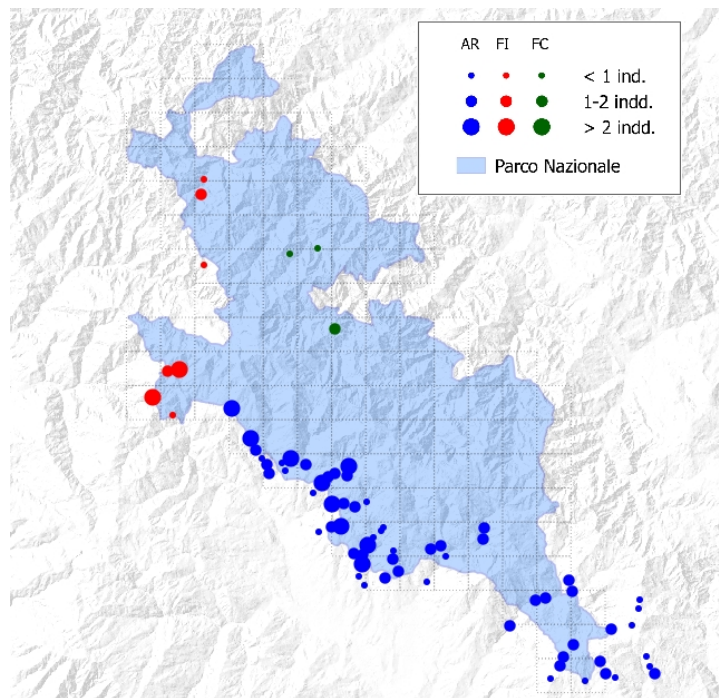 AR FI FC
< 1 ind.
1-2 indd.
> 2 indd.
Parco Nazionale